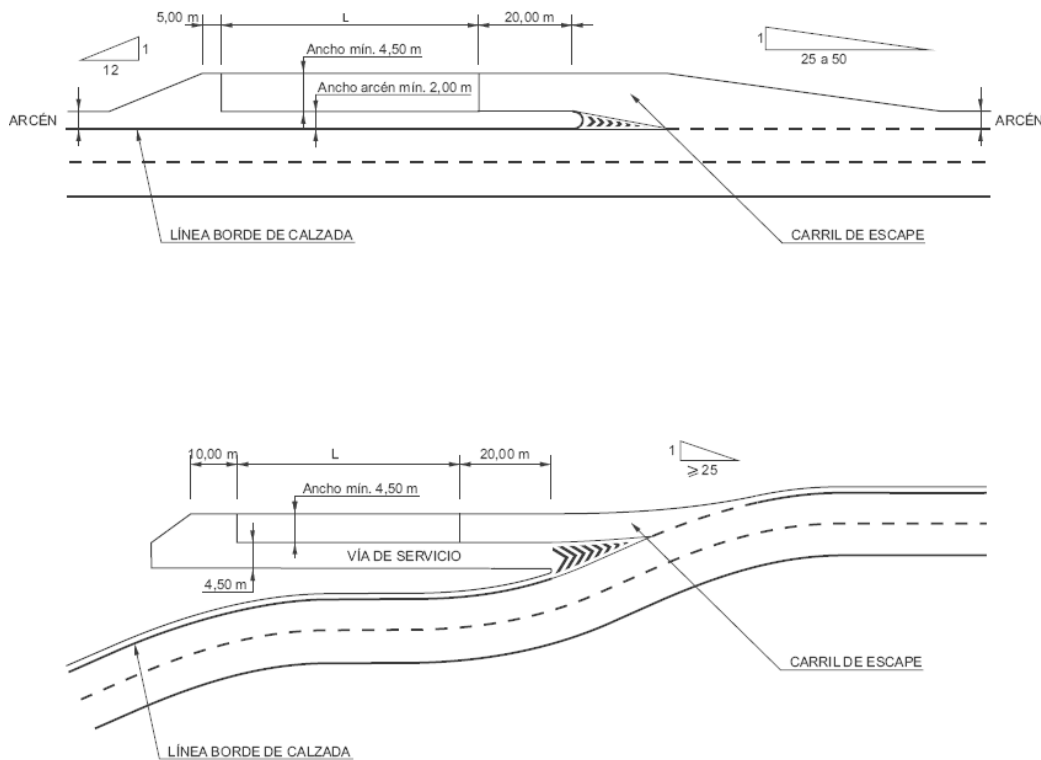 5,00 m
L
20,00 m
1
12
Ancho mín. 4,50 m
1
25 a 50
Ancho arcén mín. 2,00 m
ARCÉN
ARCÉN
LÍNEA BORDE DE CALZADA
CARRIL DE ESCAPE
10,00 m
L
20,00 m
1
⩾25
Ancho mín. 4,50 m
VÍA DE SERVICIO
4,50 m
CARRIL DE ESCAPE
LÍNEA BORDE DE CALZADA